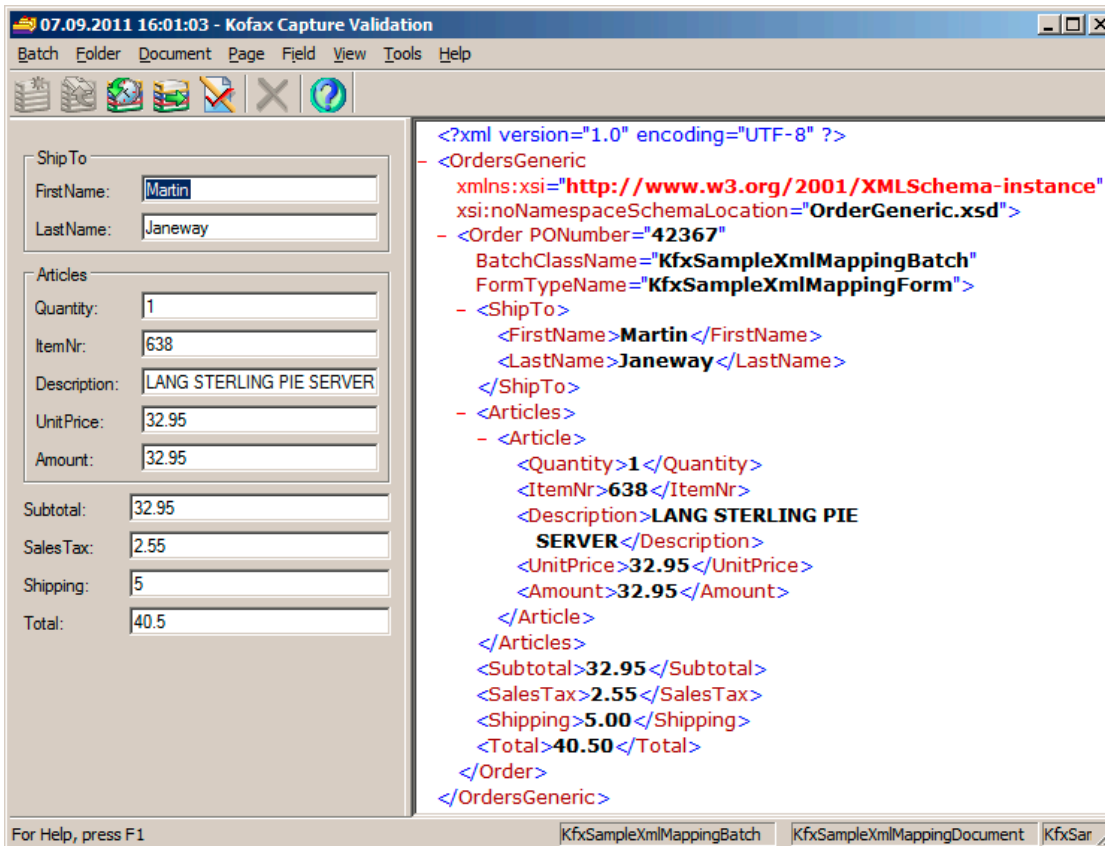 07.09.2011 16:01:03 - Kofax Capture Validation
Batch Folder Document Page Field View Tools Help
ShipTo
FirstName: Martin
LastName: Janeway
Articles
Quantity: 1
ItemNr: 638
Description: LANG STERLING PIE SERVER
UnitPrice: 32.95
Amount: 32.95
Subtotal: 32.95
SalesTax: 2.55
Shipping: 5
Total: 40.5
<?xml version="1.0" encoding="UTF-8" ?>
- <OrdersGeneric
xmlns:xsi="http://www.w3.org/2001/XMLSchema-instance"
xsi:noNamespaceSchemaLocation="OrderGeneric.xsd">
- <Order PONumber="42367"
BatchClassName="KfxSampleXmlMappingBatch"
FormTypeName="KfxSampleXmlMappingForm">
- <ShipTo>
<FirstName>Martin</FirstName>
<LastName>Janeway</LastName>
</ShipTo>
- <Articles>
- <Article>
<Quantity>1</Quantity>
<ItemNr>638</ItemNr>
<Description>LANG STERLING PIE
SERVER</Description>
<UnitPrice>32.95</UnitPrice>
<Amount>32.95</Amount>
</Article>
</Articles>
<Subtotal>32.95</Subtotal>
<SalesTax>2.55</SalesTax>
<Shipping>5.00</Shipping>
<Total>40.50</Total>
</Order>
</OrdersGeneric>
For Help, press F1 KfxSampleXmlMappingBatch KfxSampleXmlMappingDocument KfxSar